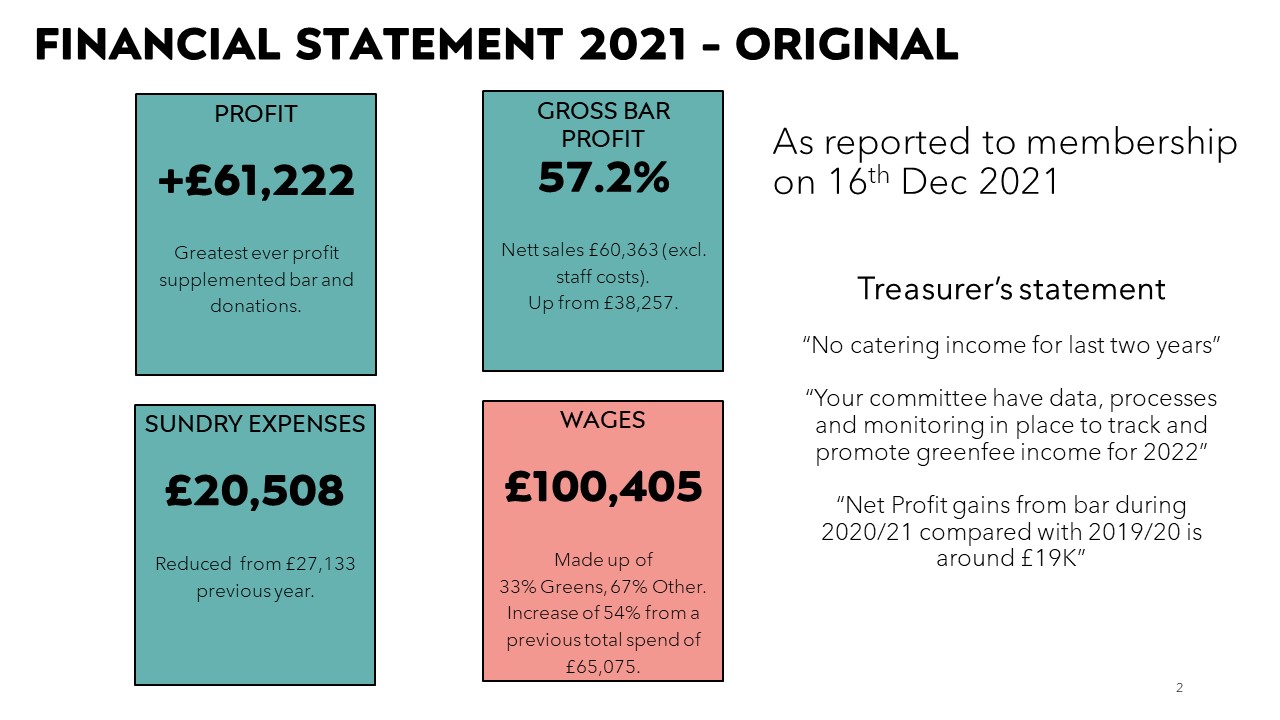 FINANCIAL STATEMENT 2021 – ORIGINAL
PROFIT
+£61,222
Greatest ever profit
supplemented bar and
donations.
GROSS BAR
PROFIT
57.2%
Nett sales £60,363 (excl.
staff costs).
Up from £38,257.
As reported to membership
on 16th Dec 2021
Treasurer’s statement
“No catering income for last two years”
“Your committee have data, processes
and monitoring in place to track and
promote greenfee income for 2022”
“Net Profit gains from bar during
2020/21 compared with 2019/20 is
around £19K”
SUNDRY EXPENSES
£20,508
Reduced from £27,133
previous year.
WAGES
£100,405
Made up of
33% Greens, 67% Other.
Increase of 54% from a
previous total spend of
£65,075.
2